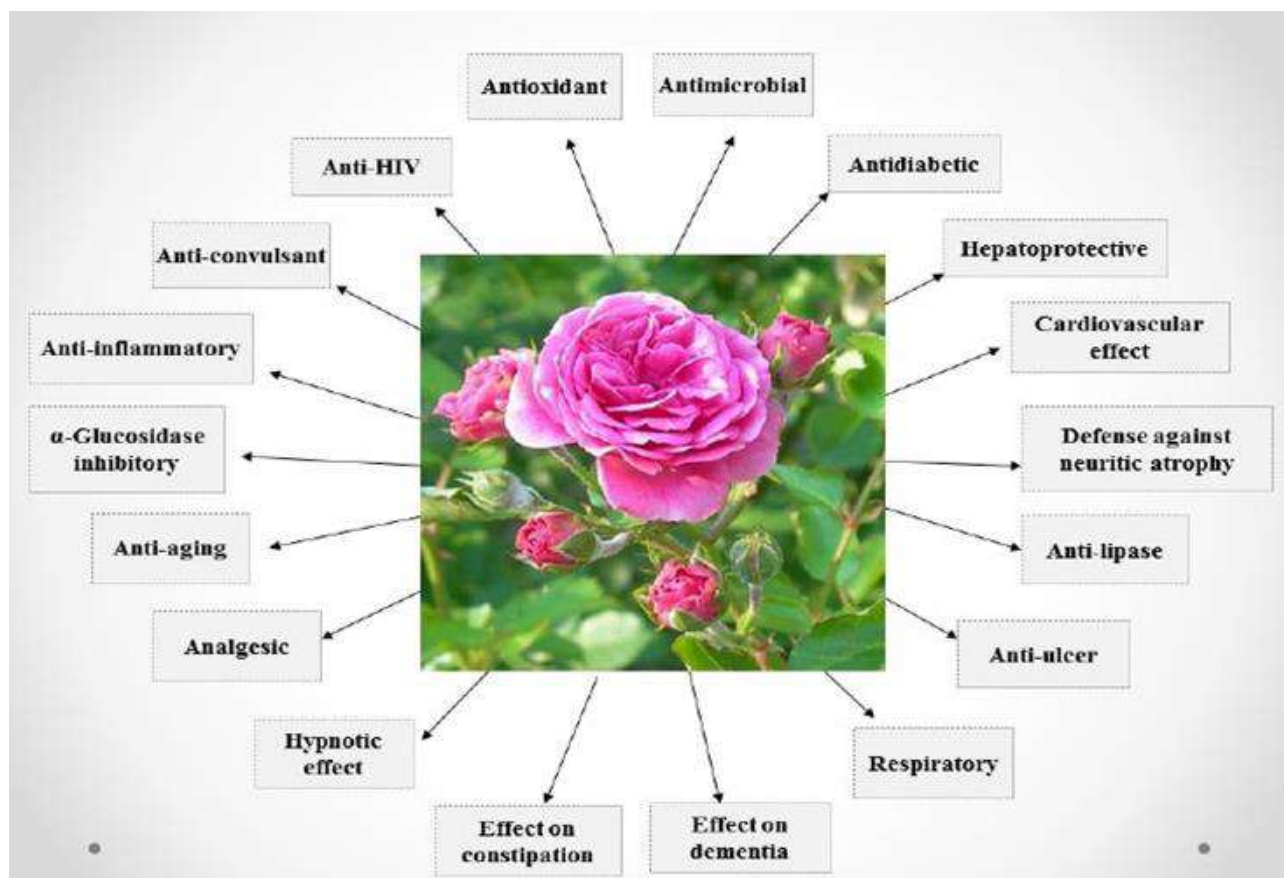 Antioxidant
Antimicrobial
Anti-HIV
Antidiabetic
Anti-convulsant
Hepatoprotective
Anti-inflammatory
Cardiovascular
effect
α-Glucosidase
inhibitory
Defense against
neuritic atrophy
Anti-aging
Anti-lipase
Analgesic
Anti-ulcer
Hypnotic
effect
Respiratory
Effect on
constipation
Effect on
dementia